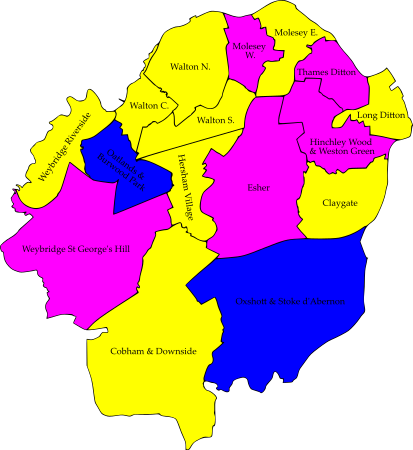 Molesey E.
Molesey
W.
Walton N.
Thames Ditton
Walton C.
Walton S.
Long Ditton
Weybridge Riverside
Oatlands &
Burwood Park
Hinchley Wood
& Weston Green
Hersham Village
Esher
Claygate
Weybridge St George's Hill
Oxshott & Stoke d'Abernon
Cobham & Downside